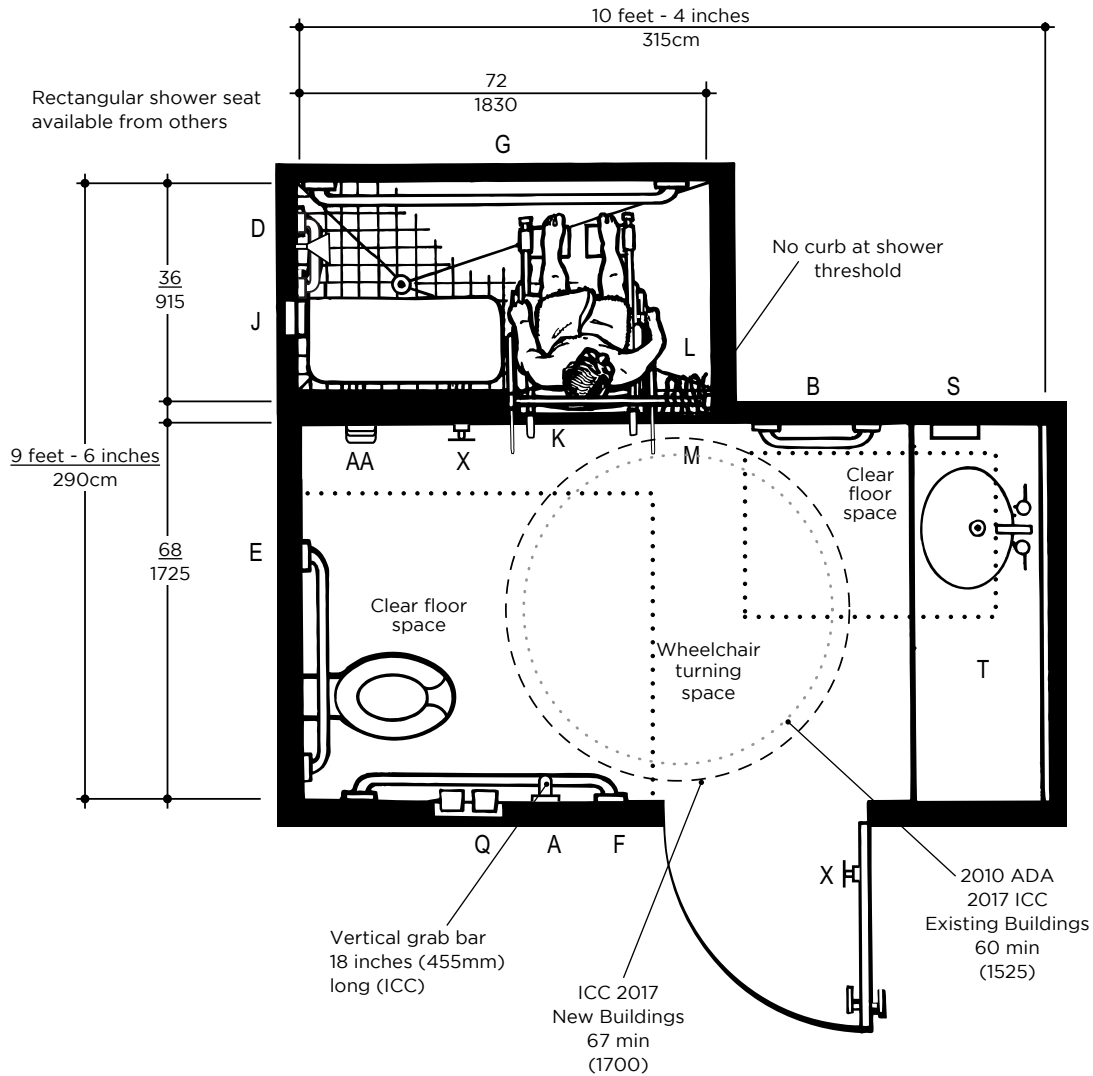 10 feet - 4 inches
315cm
72
1830
Rectangular shower seat
available from others
G
D
No curb at shower
threshold
36
915
J
L
B
S
K
M
AA
X
9 feet - 6 inches
290cm
Clear
floor
space
E
68
1725
Clear floor
space
Wheelchair
turning
space
T
Q
A
F
X
2010 ADA
2017 ICC
Existing Buildings
60 min
(1525)
Vertical grab bar
18 inches (455mm)
long (ICC)
ICC 2017
New Buildings
67 min
(1700)